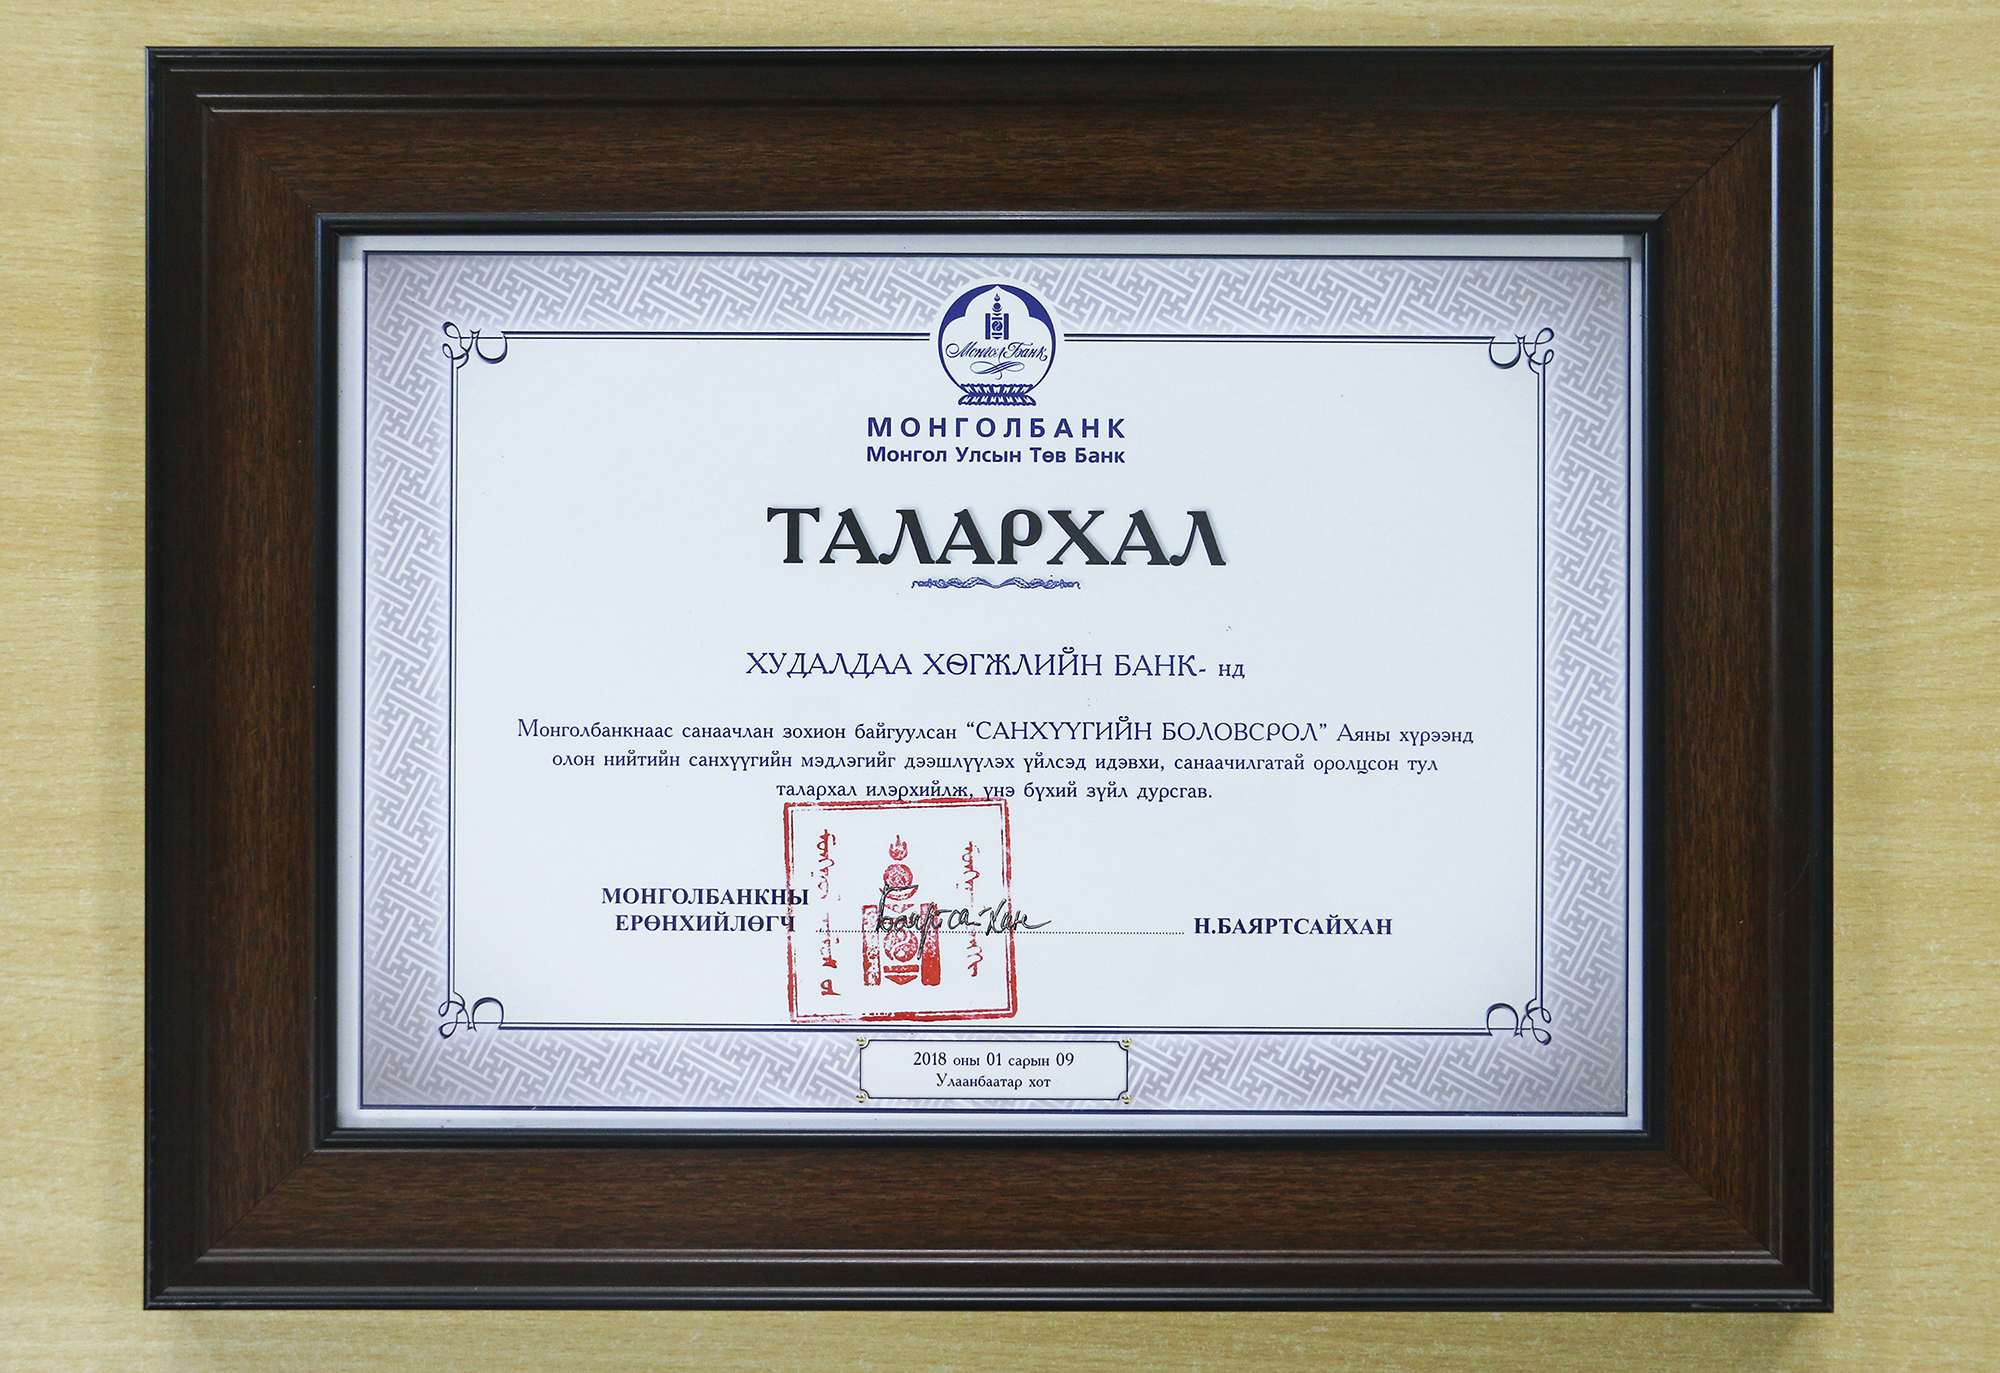 МонголБанк
МОНГОЛБАНК
Монгол Улсын Төв Банк
ТАЛАРХАЛ
ХУДАЛДАА ХӨГЖЛИЙН БАНК- нд
Монголбанкнаас санаачлан зохион байгуулсан “САНХҮҮГИЙН БОЛОВСРОЛ” Аяны хүрээнд
олон нийтийн санхүүгийн мэдлэгийг дээшлүүлэх үйлсэд идэвхи, санаачилгатай оролцсон тул
талархал илэрхийлж, үнэ бүхий зүйл дурсгав.
МОНГОЛБАНКНЫ
ЕРӨНХИЙЛӨГЧ
Баяртсайхан
Н.БАЯРТСАЙХАН
2018 оны 01 сарын 09
Улаанбаатар хот